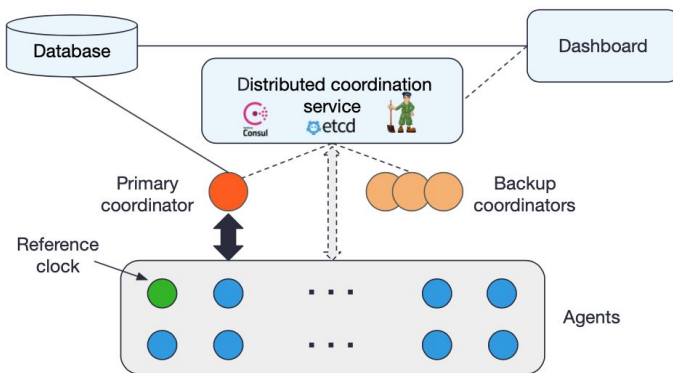 Database
Dashboard
Distributed coordination
service
Consul
etcd
Primary
coordinator
Backup
coordinators
Reference
clock
. . .
Agents
. . .